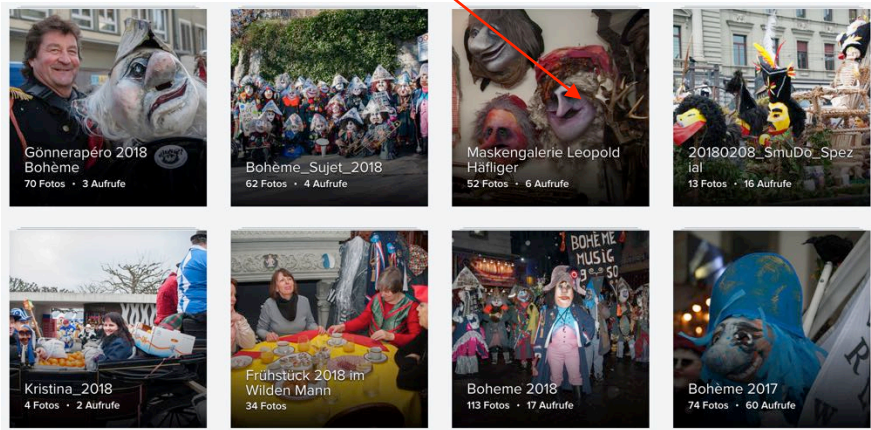 Gönnerapéro 2018
Bohème
70 Fotos • 3 Aufrufe
Bohème_Sujet_2018
62 Fotos • 4 Aufrufe
Maskengalerie Leopold
Häfliger
52 Fotos • 6 Aufrufe
20180208_SmuDo_Spez
ial
13 Fotos • 16 Aufrufe
Kristina_2018
4 Fotos • 2 Aufrufe
Frühstück 2018 im
Wilden Mann
34 Fotos
BOHÈME
MUSIG
Boheme 2018
113 Fotos • 17 Aufrufe
Bohème 2017
74 Fotos • 60 Aufrufe